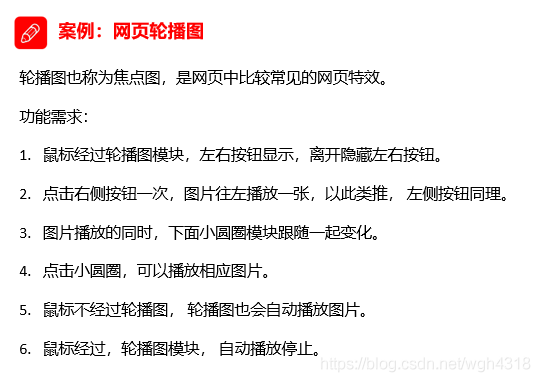 案例：网页轮播图
轮播图也称为焦点图，是网页中比较常见的网页特效。
功能需求：
1. 鼠标经过轮播图模块，左右按钮显示，离开隐藏左右按钮。
2. 点击右侧按钮一次，图片往左播放一张，以此类推， 左侧按钮同理。
3. 图片播放的同时，下面小圆圈模块跟随一起变化。
4. 点击小圆圈，可以播放相应图片。
5. 鼠标不经过轮播图， 轮播图也会自动播放图片。
6. 鼠标经过，轮播图模块， 自动播放停止。
https://blog.csdn.net/wgh4318